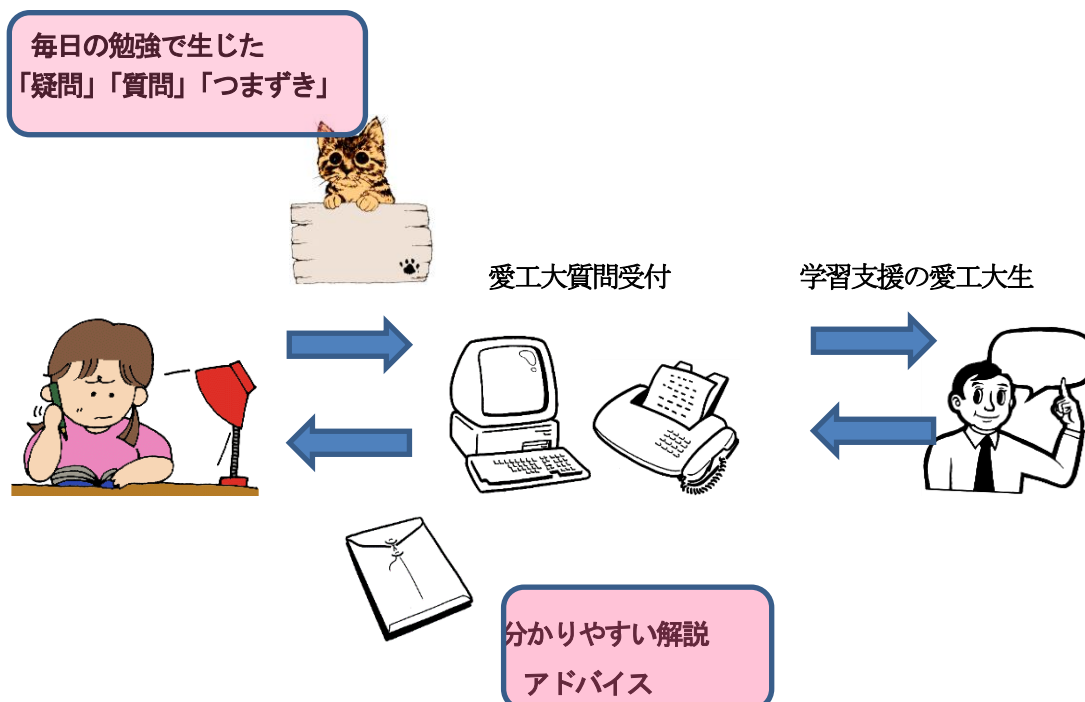 毎日の勉強で生じた
「疑問」「質問」「つまずき」
愛工大質問受付
学習支援の愛工大生
分かりやすい解説
アドバイス